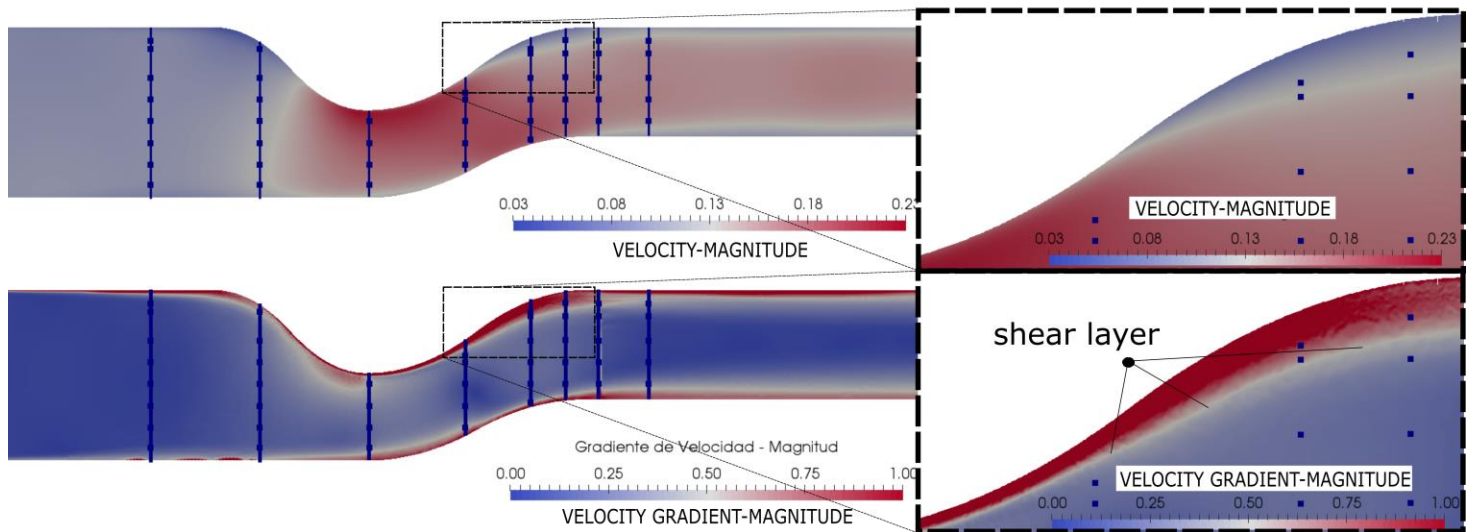 0.03 0.08 0.13 0.18 0.23
VELOCITY-MAGNITUDE
VELOCITY-MAGNITUDE
0.03 0.08 0.13 0.18 0.23
Gradiente de Velocidad - Magnitud
0.00 0.25 0.50 0.75 1.00
VELOCITY GRADIENT-MAGNITUDE
shear layer
VELOCITY GRADIENT-MAGNITUDE
0.00 0.25 0.50 0.75 1.00